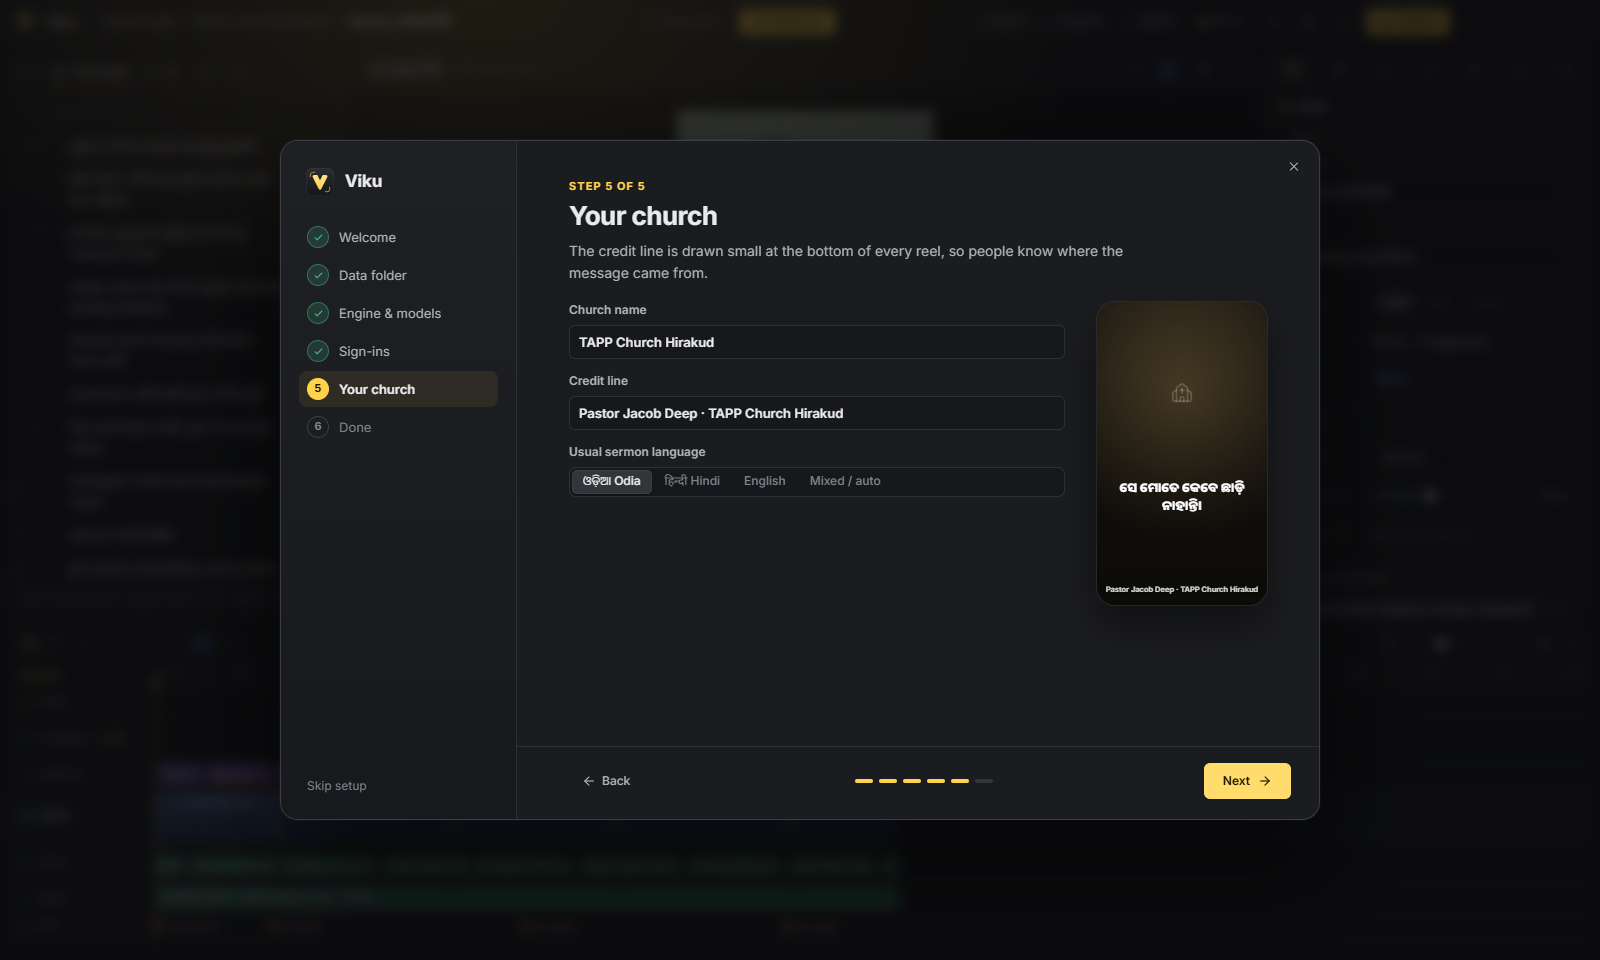 Viku
Welcome
Data folder
Engine & models
Sign-ins
5 Your church
6 Done
Skip setup
STEP 5 OF 5
Your church
The credit line is drawn small at the bottom of every reel, so people know where the
message came from.
Church name
TAPP Church Hirakud
Credit line
Pastor Jacob Deep · TAPP Church Hirakud
Usual sermon language
ଓଡ଼ିଆ Odia हिन्दी Hindi English Mixed / auto
ସେ ମୋତେ କେବେ ଛାଡ଼ି
ନାହାନ୍ତି।
Pastor Jacob Deep · TAPP Church Hirakud
Back
Next